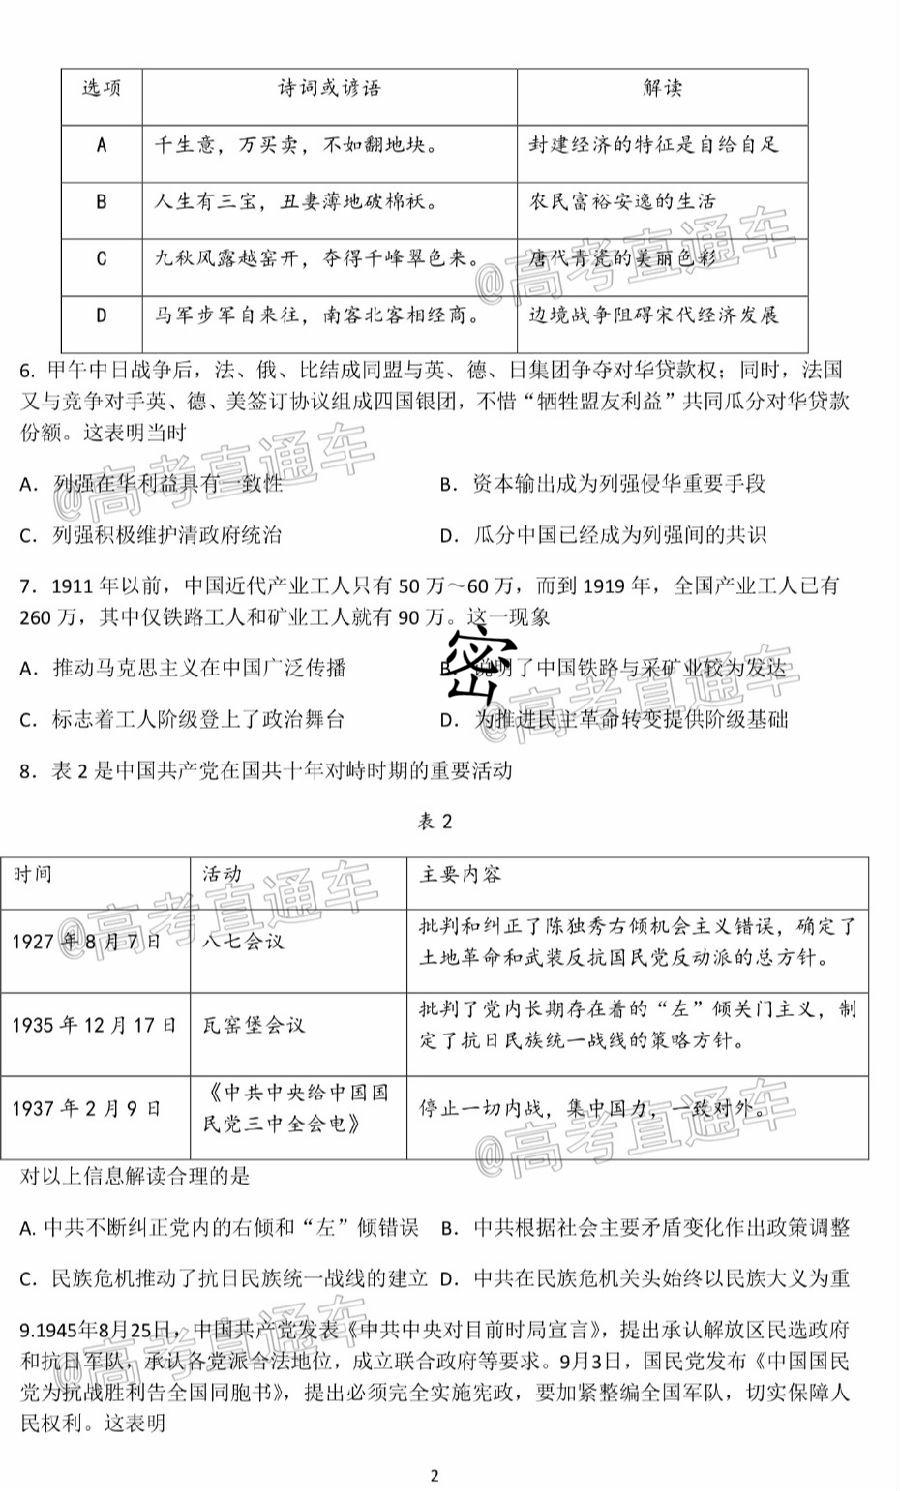 选项 诗词或谚语 解读
A 千生意，万买卖，不如翻地块。 封建经济的特征是自给自足
B 人生有三宝，丑妻薄地破棉袄。 农民富裕安逸的生活
C 九秋风露越窑开，夺得千峰翠色来。 唐代青瓷的美丽色彩
D 马军步军自来往，南客北客相经商。 边境战争阻碍宋代经济发展
@高考直通车
6. 甲午中日战争后，法、俄、比结成同盟与英、德、日集团争夺对华贷款权；同时，法国
又与竞争对手英、德、美签订协议组成四国银团，不惜“牺牲盟友利益”共同瓜分对华贷款
份额。这表明当时
@高考直通车
A．列强在华利益具有一致性 B．资本输出成为列强侵华重要手段
C．列强积极维护清政府统治 D．瓜分中国已经成为列强间的共识
7．1911 年以前，中国近代产业工人只有 50 万～60 万，而到 1919 年，全国产业工人已有
260 万，其中仅铁路工人和矿业工人就有 90 万。这一现象
密
A．推动马克思主义在中国广泛传播 B．说明了中国铁路与采矿业较为发达
@高考直通车
C．标志着工人阶级登上了政治舞台 D．为推进民主革命转变提供阶级基础
8．表 2 是中国共产党在国共十年对峙时期的重要活动
表 2
时间 活动 主要内容
@高考直通车
1927 年 8 月 7 日 八七会议 批判和纠正了陈独秀右倾机会主义错误，确定了
土地革命和武装反抗国民党反动派的总方针。
1935 年 12 月 17 日 瓦窑堡会议 批判了党内长期存在着的“左”倾关门主义，制
定了抗日民族统一战线的策略方针。
1937 年 2 月 9 日 《中共中央给中国国
民党三中全会电》 停止一切内战，集中国力，一致对外。
@高考直通车
对以上信息解读合理的是
A. 中共不断纠正党内的右倾和“左”倾错误 B．中共根据社会主要矛盾变化作出政策调整
C．民族危机推动了抗日民族统一战线的建立 D．中共在民族危机关头始终以民族大义为重
@高考直通车
9.1945年8月25日，中国共产党发表《中共中央对目前时局宣言》，提出承认解放区民选政府
和抗日军队，承认各党派合法地位，成立联合政府等要求。9月3日，国民党发布《中国国民
党为抗战胜利告全国同胞书》，提出必须完全实施宪政，要加紧整编全国军队，切实保障人
民权利。这表明
2